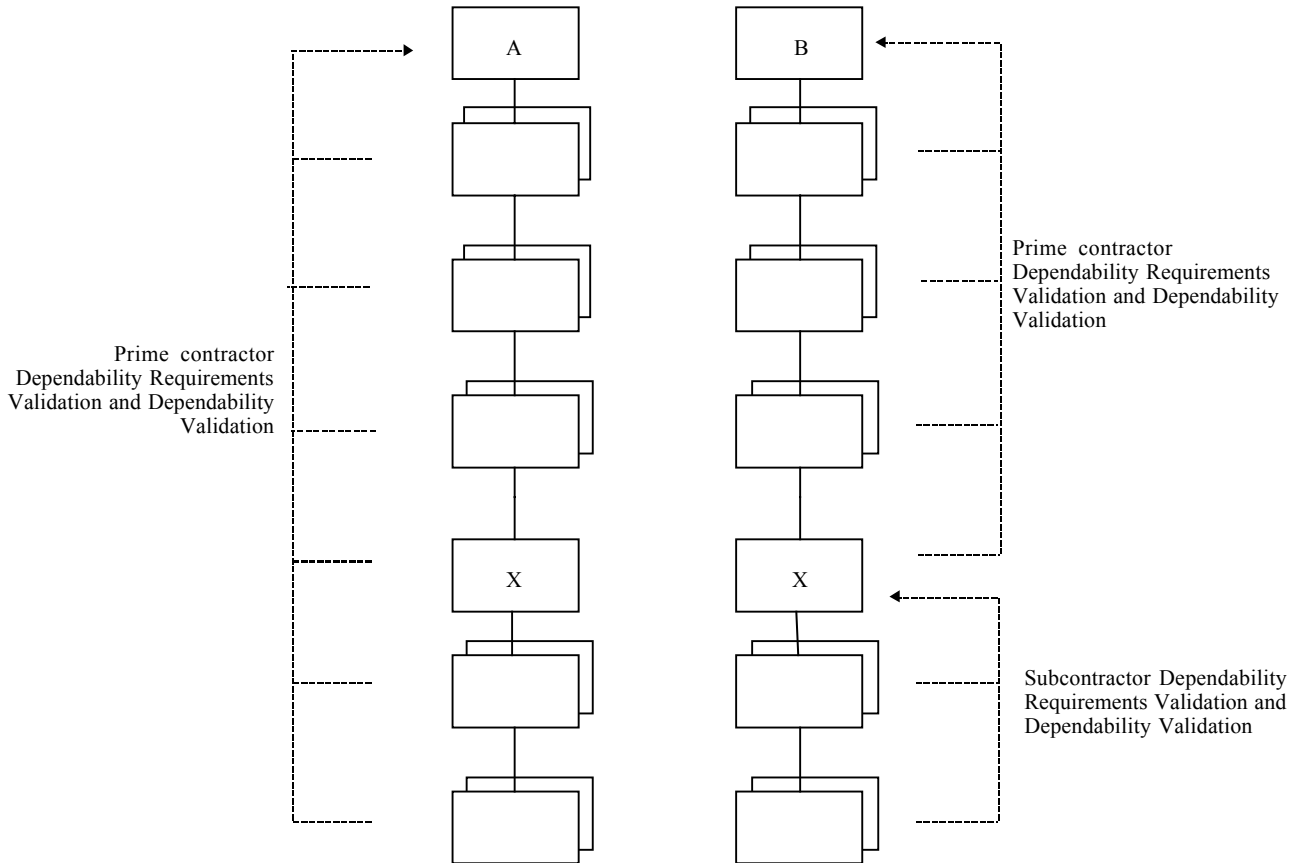 A
B
Prime contractor
Dependability Requirements
Validation and Dependability
Validation
Prime contractor
Dependability Requirements
Validation and Dependability
Validation
X
X
Subcontractor Dependability
Requirements Validation and
Dependability Validation